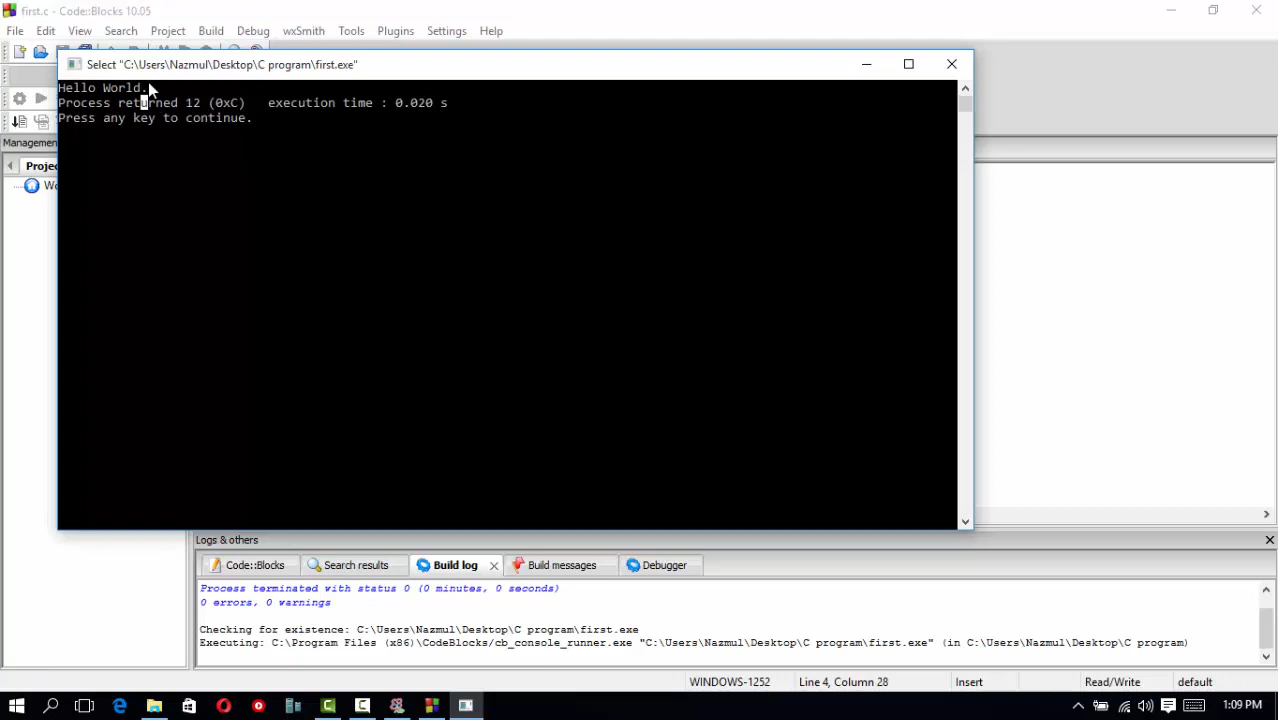 first.c - Code::Blocks 10.05
File Edit View Search Project Build Debug wxSmith Tools Plugins Settings Help
Select "C:\Users\Nazmul\Desktop\C program\first.exe"
Hello World.
Process returned 12 (0xC)   execution time : 0.020 s
Press any key to continue.
Managemen
Projec
Wo
Logs & others
Code::Blocks Search results Build log Build messages Debugger
Process terminated with status 0 (0 minutes, 0 seconds)
0 errors, 0 warnings
Checking for existence: C:\Users\Nazmul\Desktop\C program\first.exe
Executing: C:\Program Files (x86)\CodeBlocks/cb_console_runner.exe "C:\Users\Nazmul\Desktop\C program\first.exe" (in C:\Users\Nazmul\Desktop\C program)
WINDOWS-1252 Line 4, Column 28 Insert Read/Write default
1:09 PM